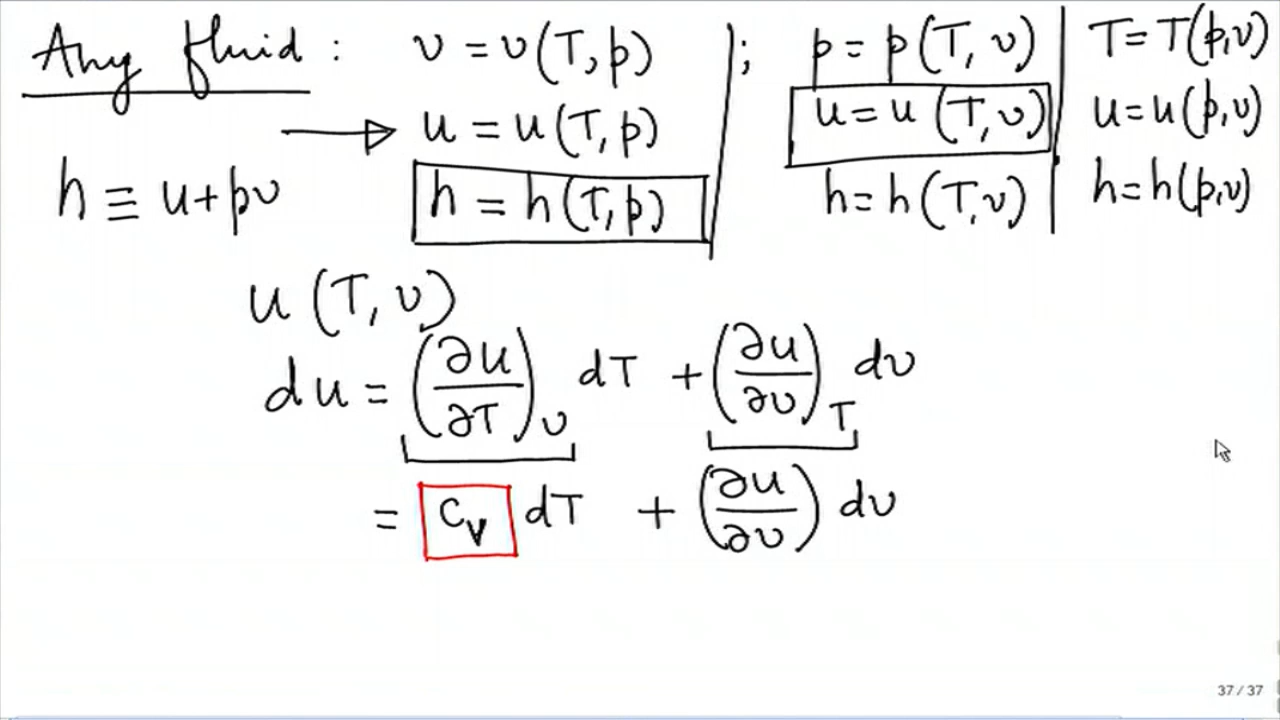 Any fluid : v = v(T, p) ; p = p(T, v) T = T(p,v)
u = u(T, p) u = u(T,v) u = u(p,v)
h ≡ u+pv h = h(T,p) h = h(T,v) h = h(p,v)
u(T, v)
du = (∂u/∂T)_v dT + (∂u/∂v)_T dv
= c_v dT + (∂u/∂v) dv
37 / 37